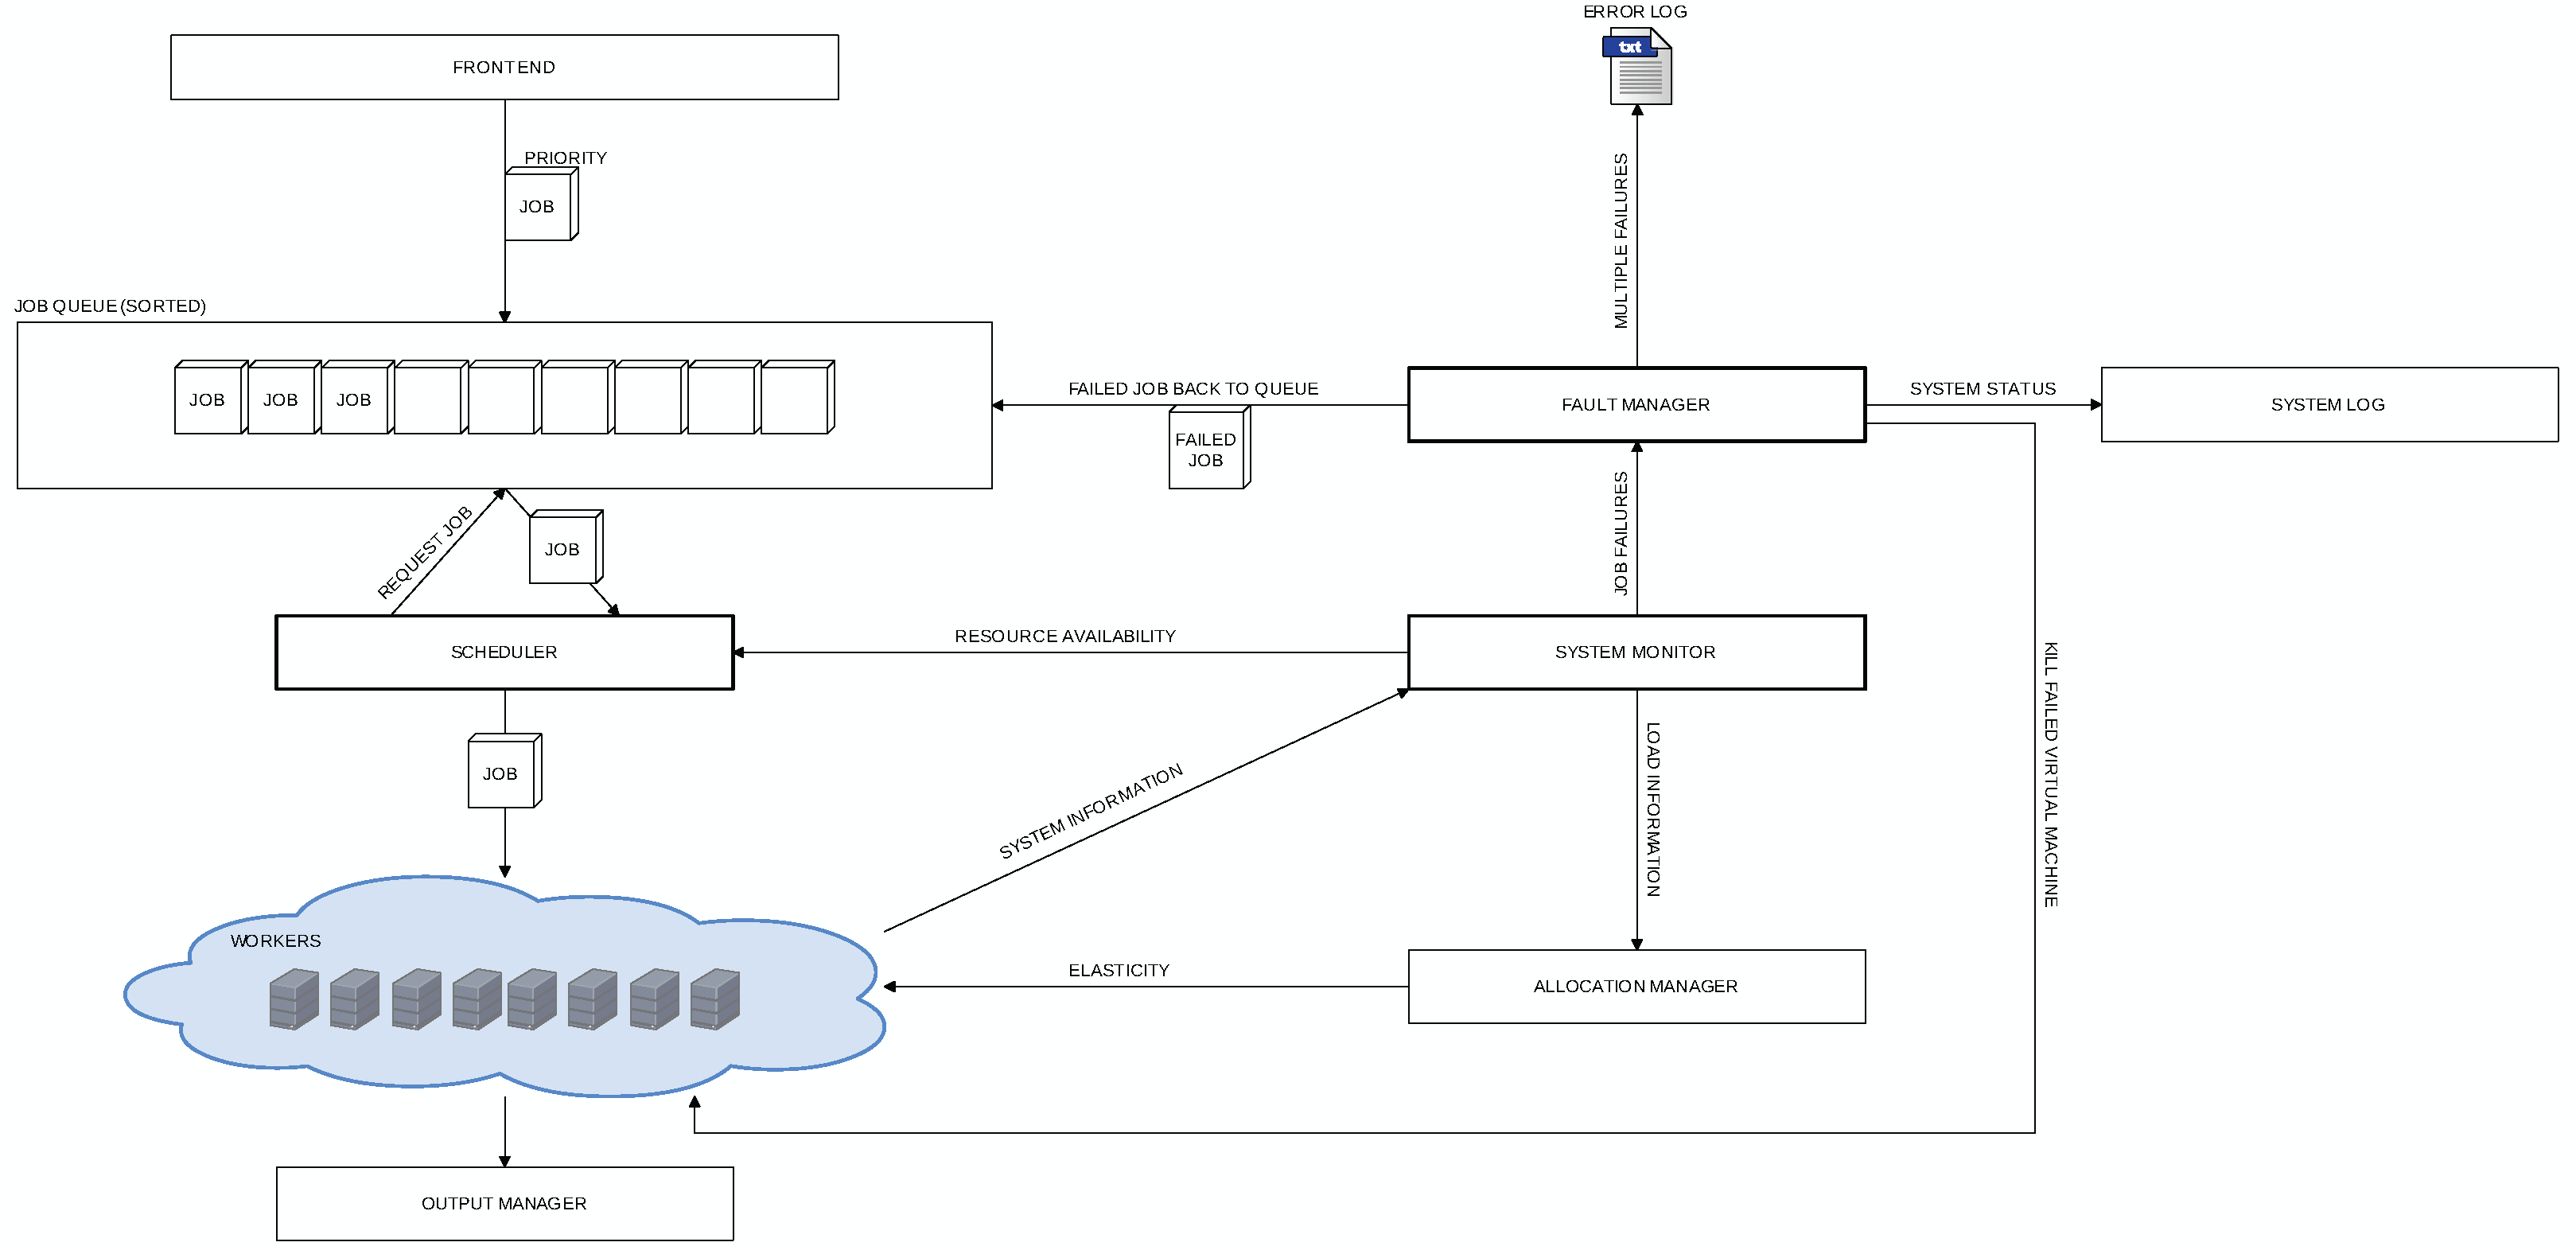 ERROR LOG
txt
FRONTEND
PRIORITY
JOB
MULTIPLE FAILURES
JOB QUEUE (SORTED)
JOB
JOB
JOB
FAILED JOB BACK TO QUEUE
FAILED
JOB
FAULT MANAGER
SYSTEM STATUS
SYSTEM LOG
REQUEST JOB
JOB
JOB FAILURES
SCHEDULER
RESOURCE AVAILABILITY
SYSTEM MONITOR
KILL FAILED VIRTUAL MACHINE
JOB
SYSTEM INFORMATION
LOAD INFORMATION
WORKERS
ELASTICITY
ALLOCATION MANAGER
OUTPUT MANAGER